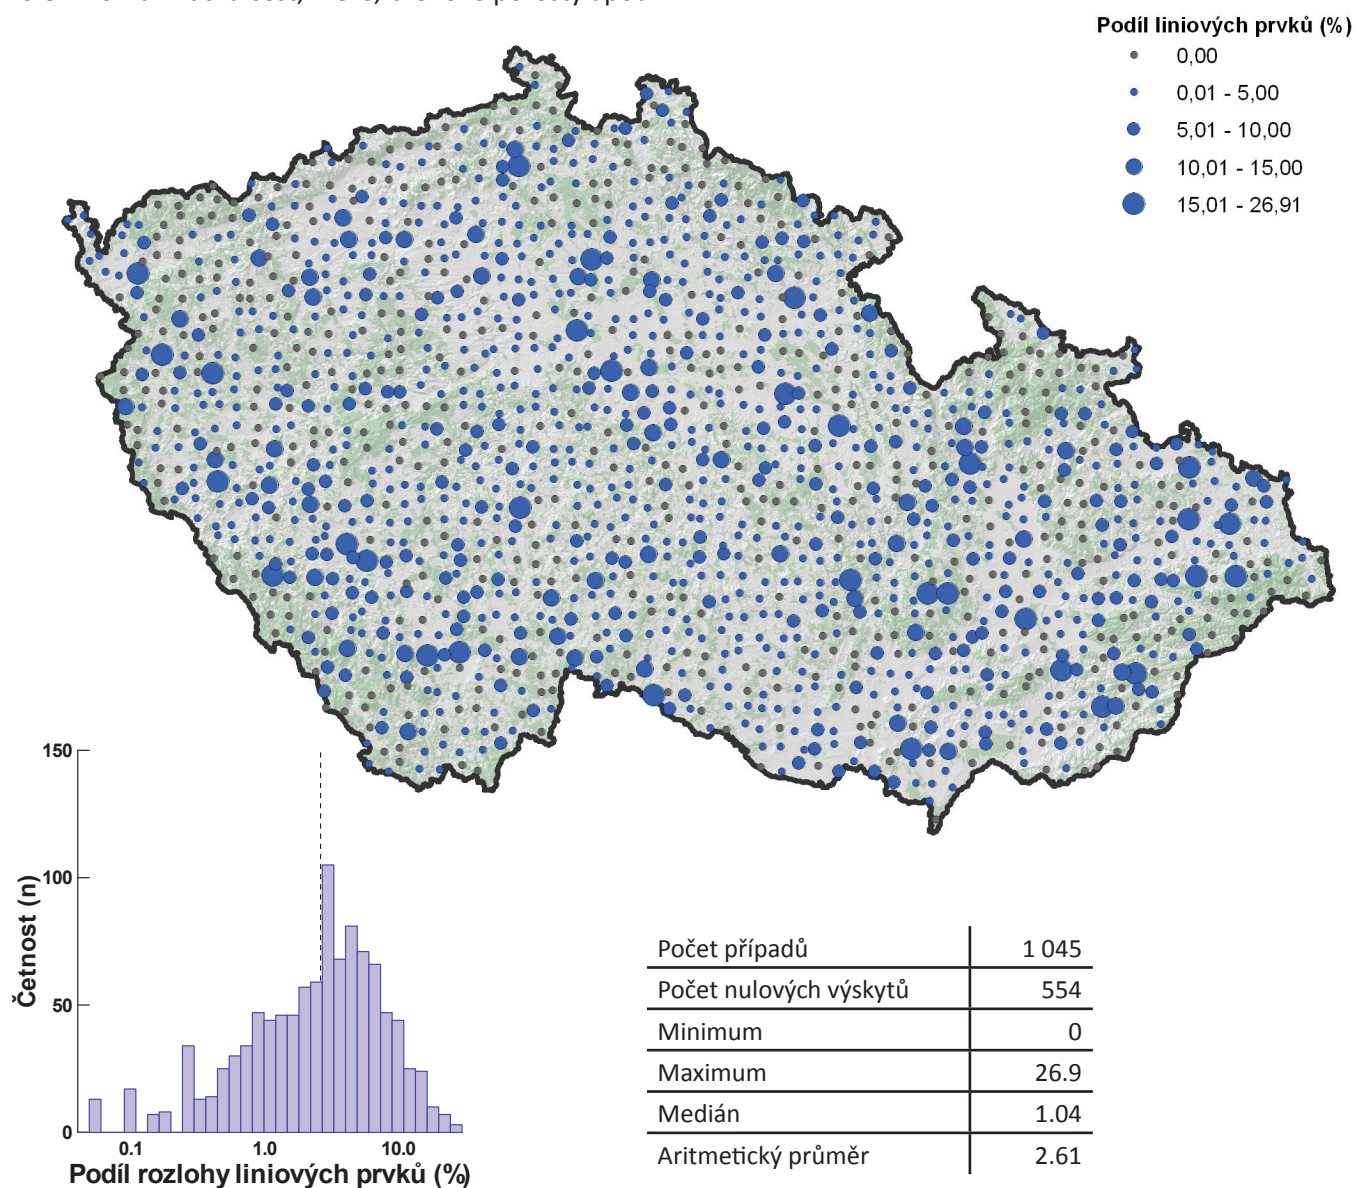 Podíl liniových prvků (%)
0,00
0,01 - 5,00
5,01 - 10,00
10,01 - 15,00
15,01 - 26,91
150
100
50
0
Četnost (n)
0.1 1.0 10.0
Podíl rozlohy liniových prvků (%)
Počet případů 1 045
Počet nulových výskytů 554
Minimum 0
Maximum 26.9
Medián 1.04
Aritmetický průměr 2.61